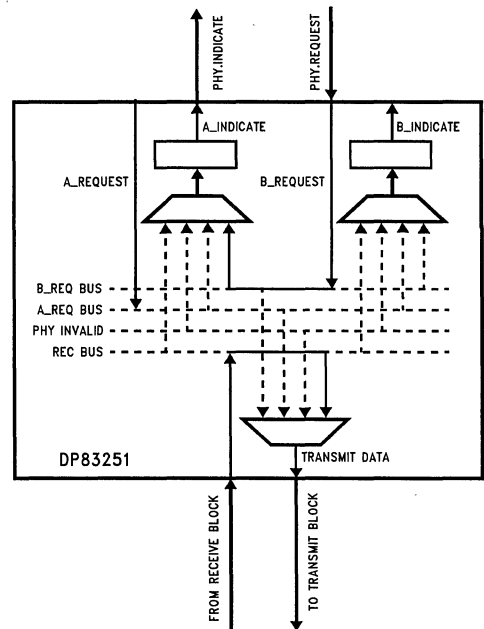 PHY.INDICATE
PHY.REQUEST
A_INDICATE
B_INDICATE
A_REQUEST
B_REQUEST
B_REQ BUS
A_REQ BUS
PHY INVALID
REC BUS
TRANSMIT DATA
DP83251
FROM RECEIVE BLOCK
TO TRANSMIT BLOCK